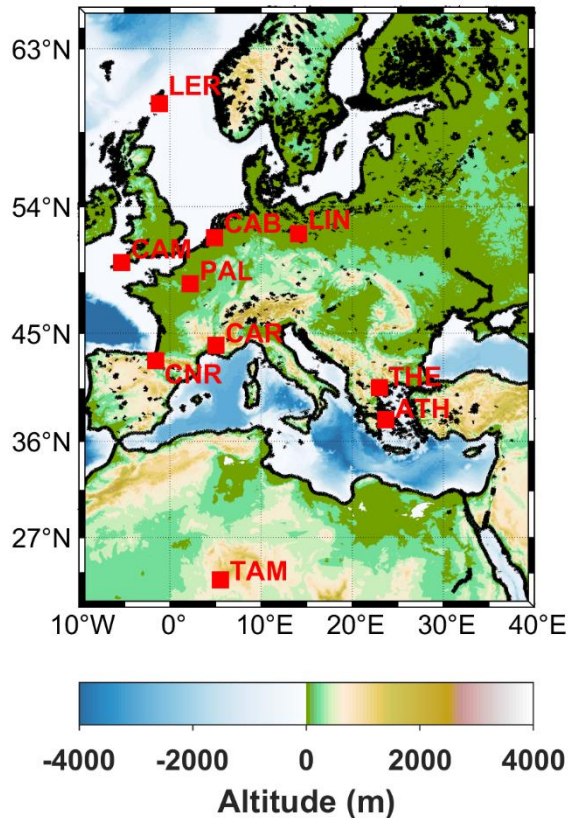 63°N
LER
54°N
CAB
LIN
CAM
PAL
45°N
CAR
CNR
THE
ATH
36°N
27°N
TAM
10°W 0° 10°E 20°E 30°E 40°E
-4000 -2000 0 2000 4000
Altitude (m)